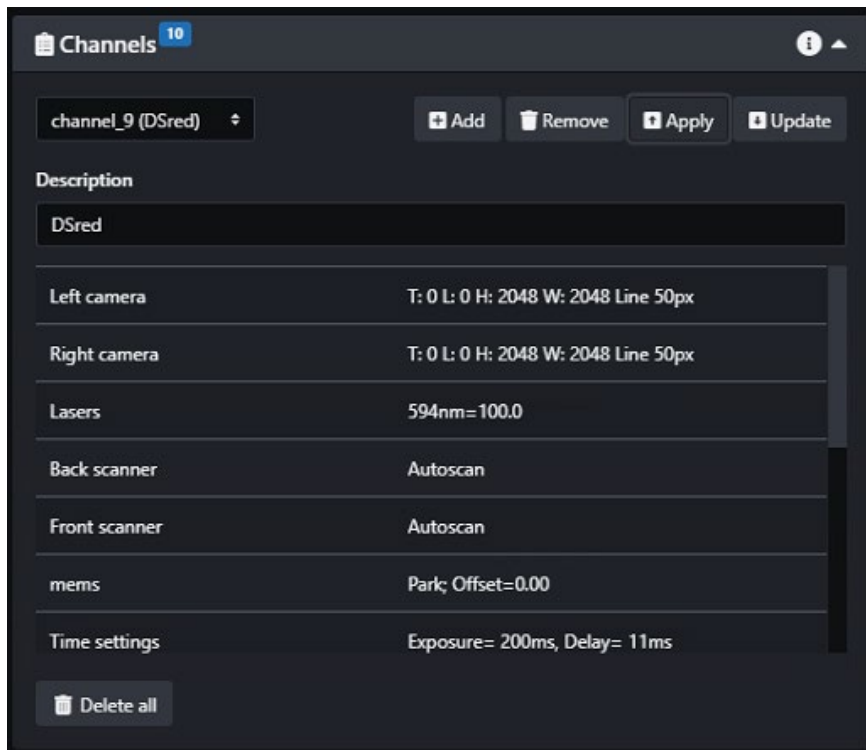 Channels 10
channel_9 (DSred) Add Remove Apply Update
Description
DSred
Left camera T: 0 L: 0 H: 2048 W: 2048 Line 50px
Right camera T: 0 L: 0 H: 2048 W: 2048 Line 50px
Lasers 594nm=100.0
Back scanner Autoscan
Front scanner Autoscan
mems Park; Offset=0.00
Time settings Exposure= 200ms, Delay= 11ms
Delete all